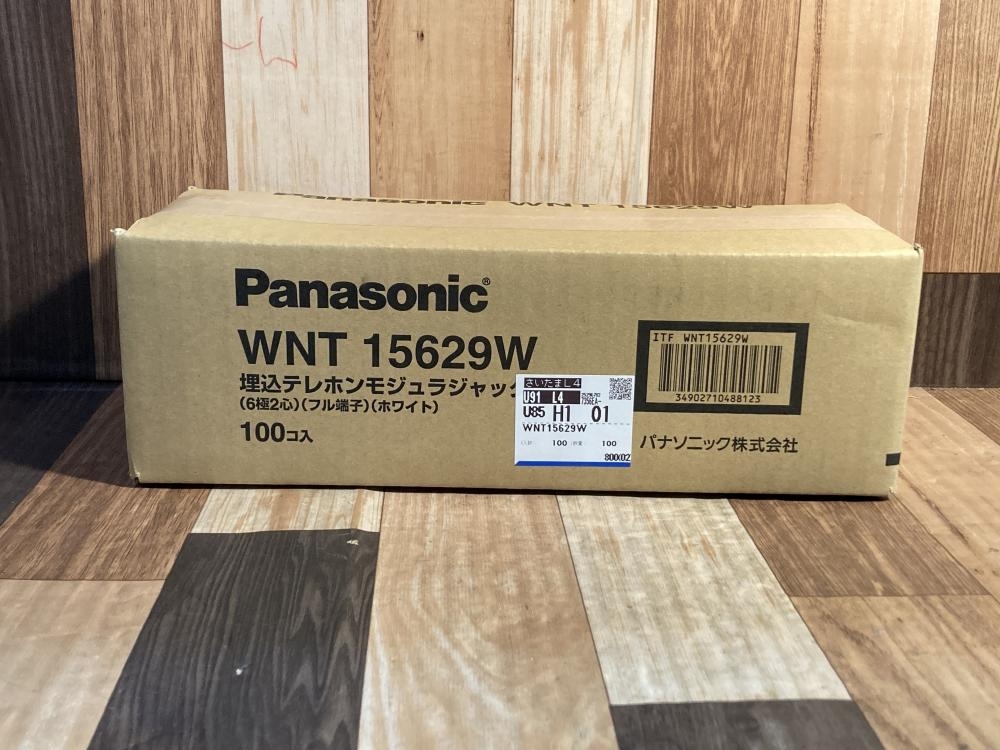 Panasonic WNT 15629W
Panasonic®
WNT 15629W
埋込テレホンモジュラジャック
(6極2心)(フル端子)(ホワイト)
100コ入
さいたまL4
U91 L4
U85 H1 01
WNT15629W
100 100
800X02
ITF WNT15629W
34902710488123
パナソニック株式会社